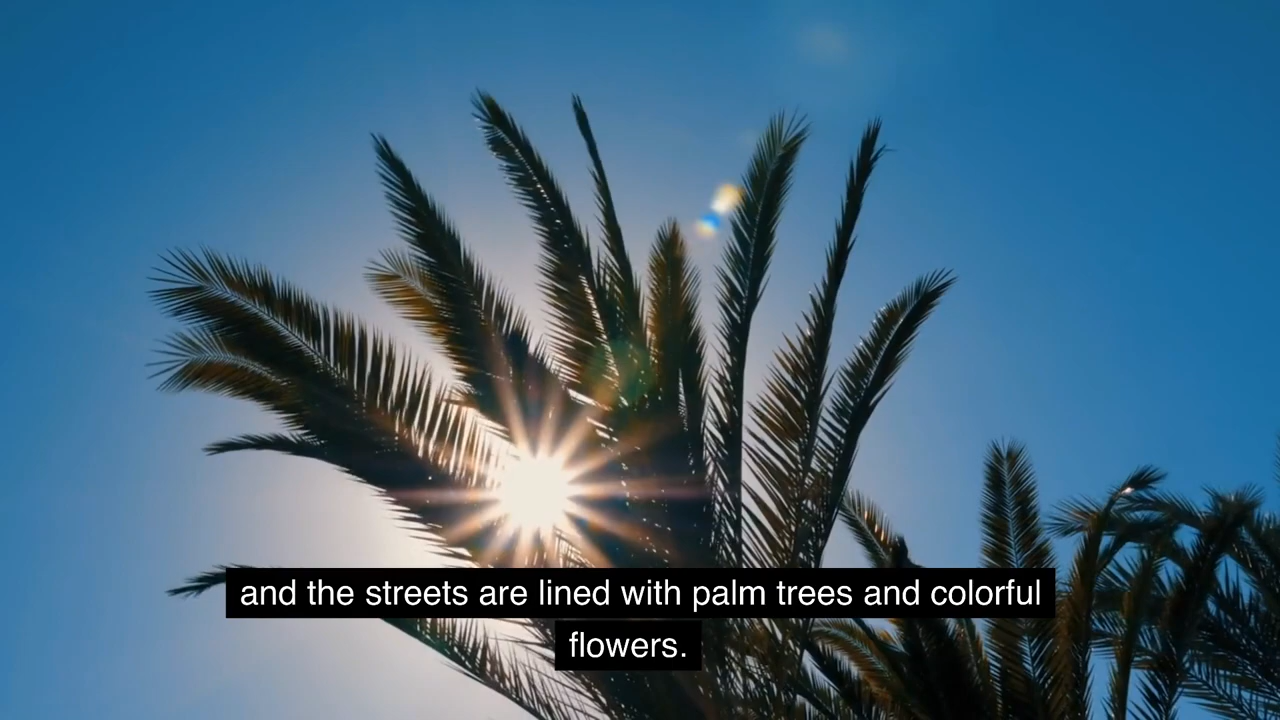 and the streets are lined with palm trees and colorful
flowers.